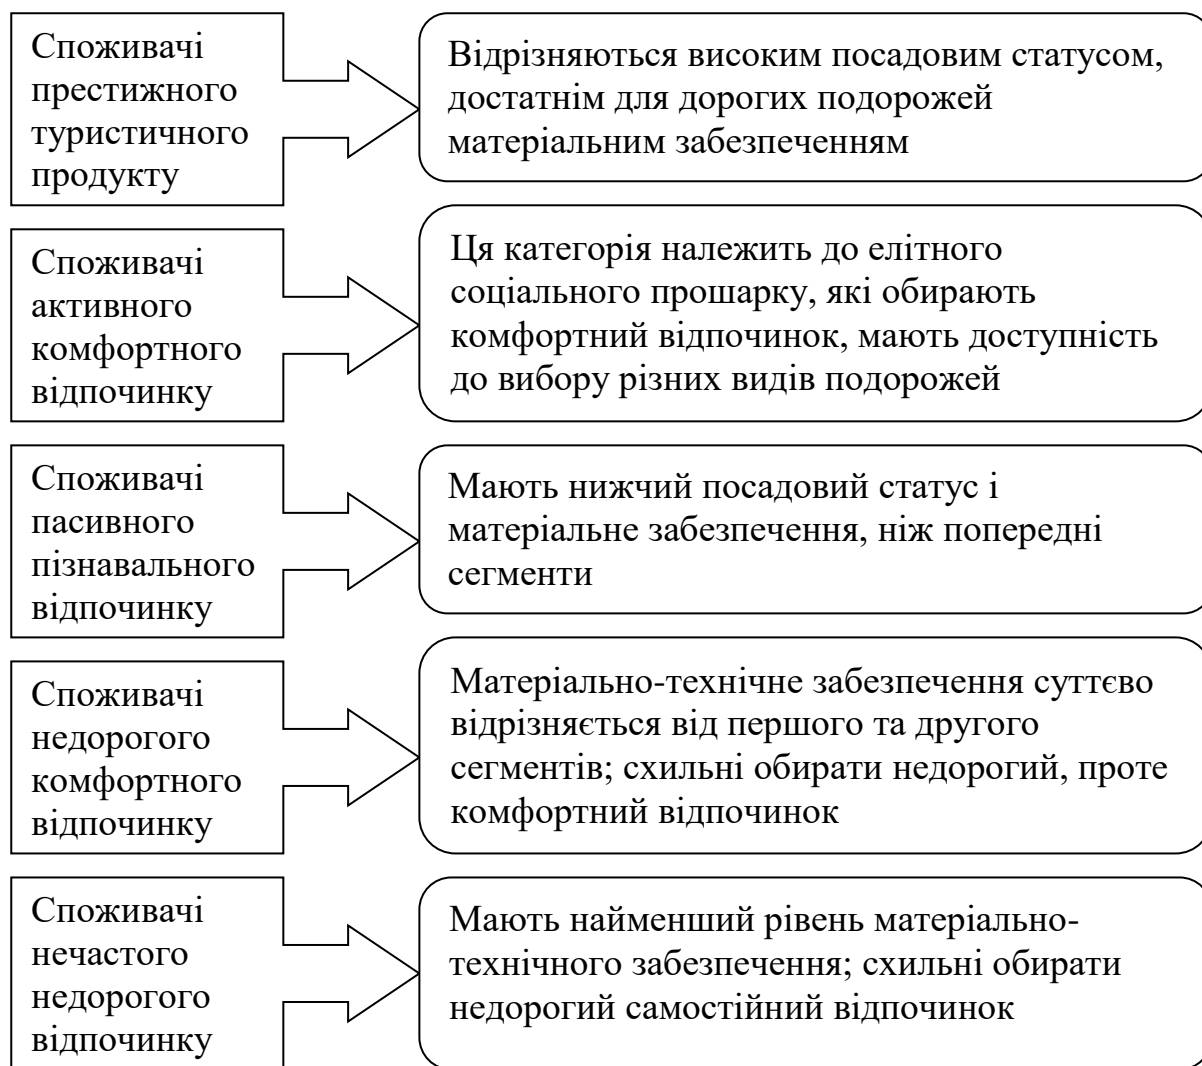 Споживачі
престижного
туристичного
продукту
Відрізняються високим посадовим статусом,
достатнім для дорогих подорожей
матеріальним забезпеченням
Споживачі
активного
комфортного
відпочинку
Ця категорія належить до елітного
соціального прошарку, які обирають
комфортний відпочинок, мають доступність
до вибору різних видів подорожей
Споживачі
пасивного
пізнавального
відпочинку
Мають нижчий посадовий статус і
матеріальне забезпечення, ніж попередні
сегменти
Споживачі
недорогого
комфортного
відпочинку
Матеріально-технічне забезпечення суттєво
відрізняється від першого та другого
сегментів; схильні обирати недорогий, проте
комфортний відпочинок
Споживачі
нечастого
недорогого
відпочинку
Мають найменший рівень матеріально-
технічного забезпечення; схильні обирати
недорогий самостійний відпочинок